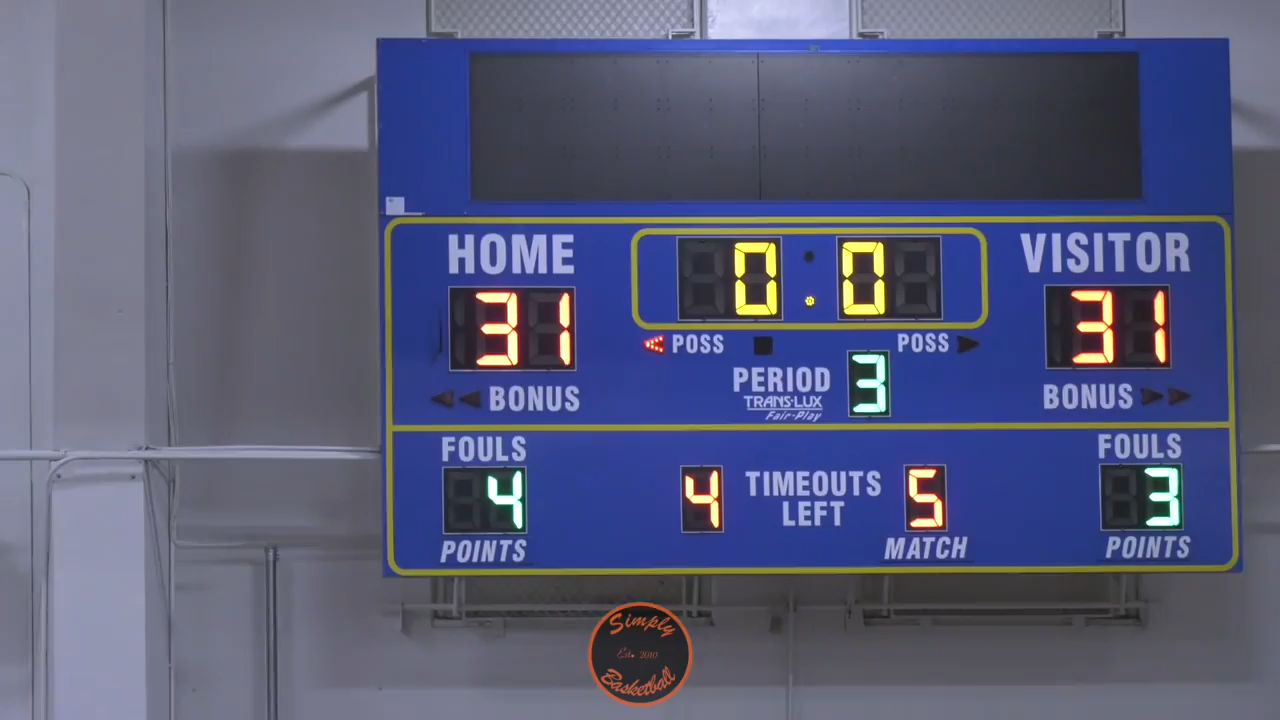 HOME
0.0
VISITOR
31
31
POSS
POSS
PERIOD
3
TRANS-LUX
Fair-Play
BONUS
BONUS
FOULS
FOULS
4
4
TIMEOUTS
LEFT
5
3
POINTS
MATCH
POINTS
Simply
Est. 2010
Basketball